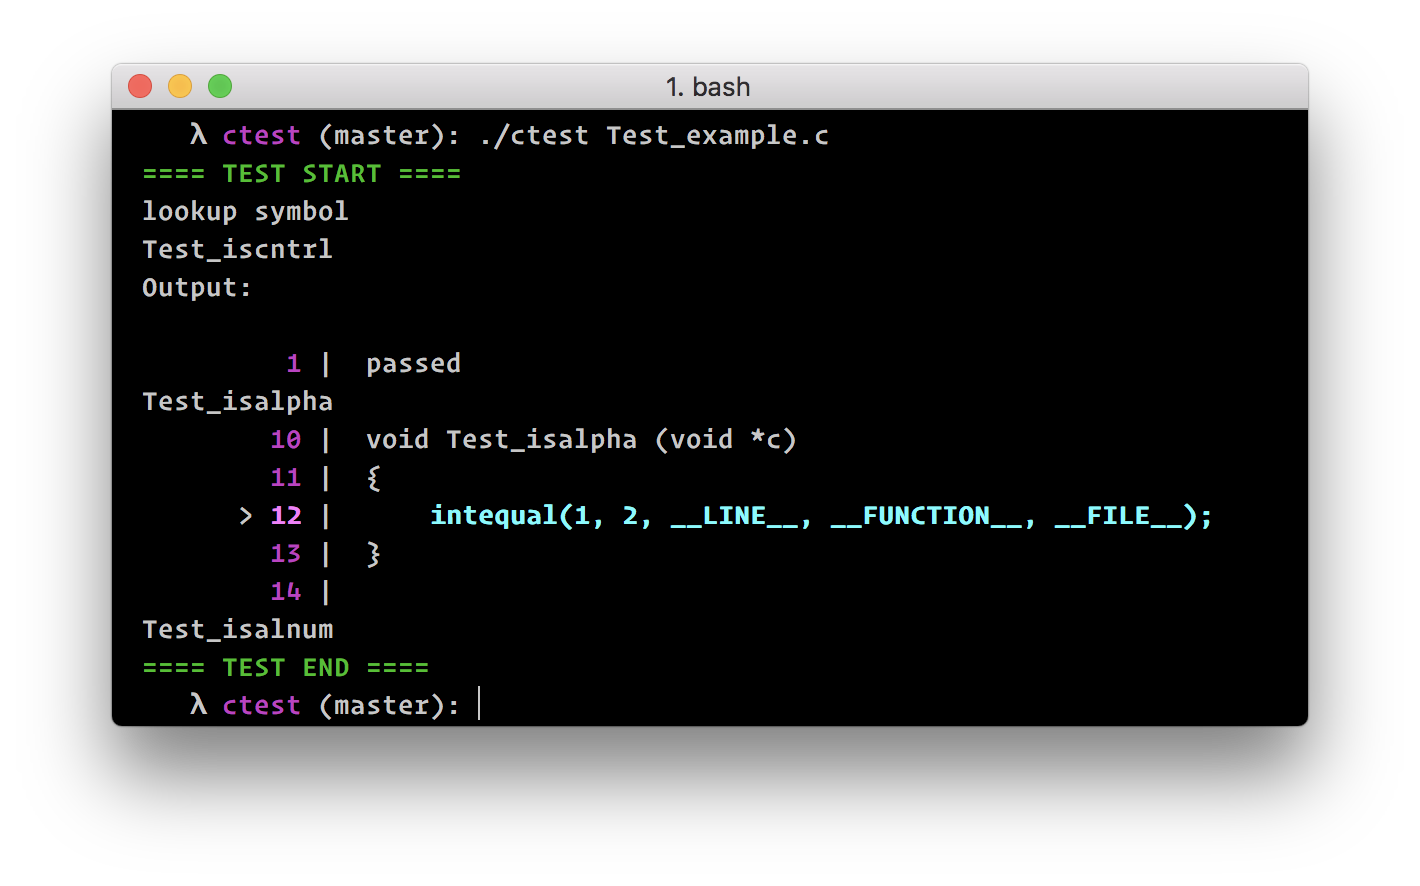 1. bash
λ ctest (master): ./ctest Test_example.c
==== TEST START ====
lookup symbol
Test_iscntrl
Output:
1 | passed
Test_isalpha
10 | void Test_isalpha (void *c)
11 | {
> 12 | intequal(1, 2, __LINE__, __FUNCTION__, __FILE__);
13 | }
14 |
Test_isalnum
==== TEST END ====
λ ctest (master):